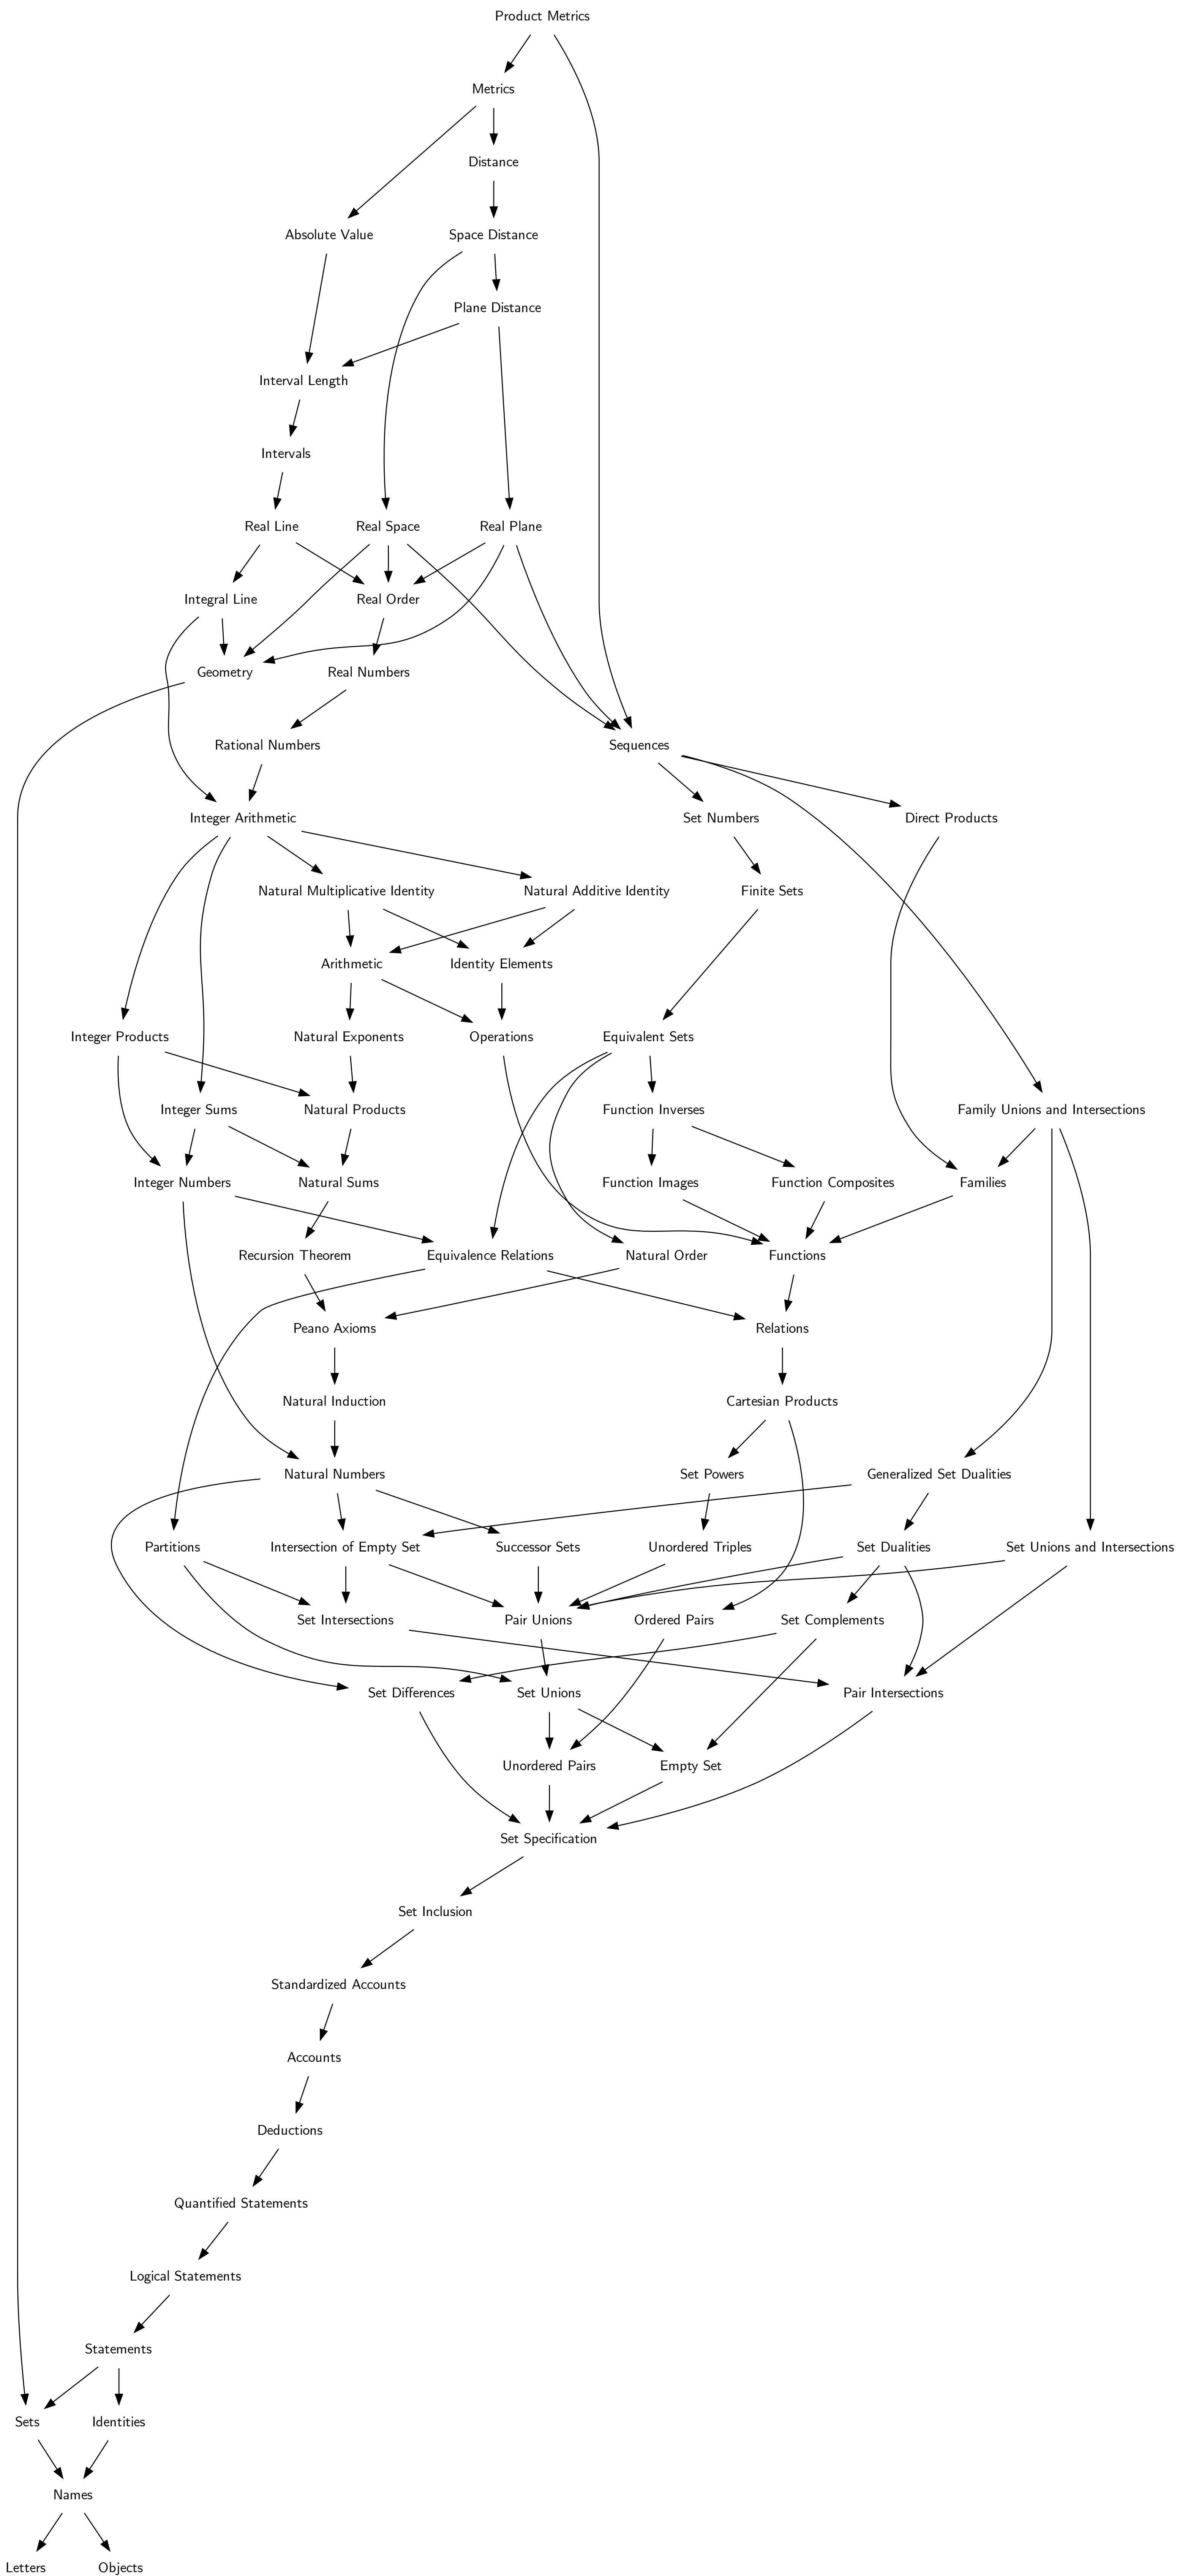 Product Metrics
Metrics
Distance
Absolute Value
Space Distance
Plane Distance
Interval Length
Intervals
Real Line
Real Space
Real Plane
Integral Line
Real Order
Geometry
Real Numbers
Rational Numbers
Sequences
Integer Arithmetic
Set Numbers
Direct Products
Natural Multiplicative Identity
Natural Additive Identity
Finite Sets
Arithmetic
Identity Elements
Integer Products
Natural Exponents
Operations
Equivalent Sets
Integer Sums
Natural Products
Function Inverses
Family Unions and Intersections
Integer Numbers
Natural Sums
Function Images
Function Composites
Families
Recursion Theorem
Equivalence Relations
Natural Order
Functions
Peano Axioms
Relations
Natural Induction
Cartesian Products
Natural Numbers
Set Powers
Generalized Set Dualities
Partitions
Intersection of Empty Set
Successor Sets
Unordered Triples
Set Dualities
Set Unions and Intersections
Set Intersections
Pair Unions
Ordered Pairs
Set Complements
Set Differences
Set Unions
Pair Intersections
Unordered Pairs
Empty Set
Set Specification
Set Inclusion
Standardized Accounts
Accounts
Deductions
Quantified Statements
Logical Statements
Statements
Sets
Identities
Names
Letters
Objects